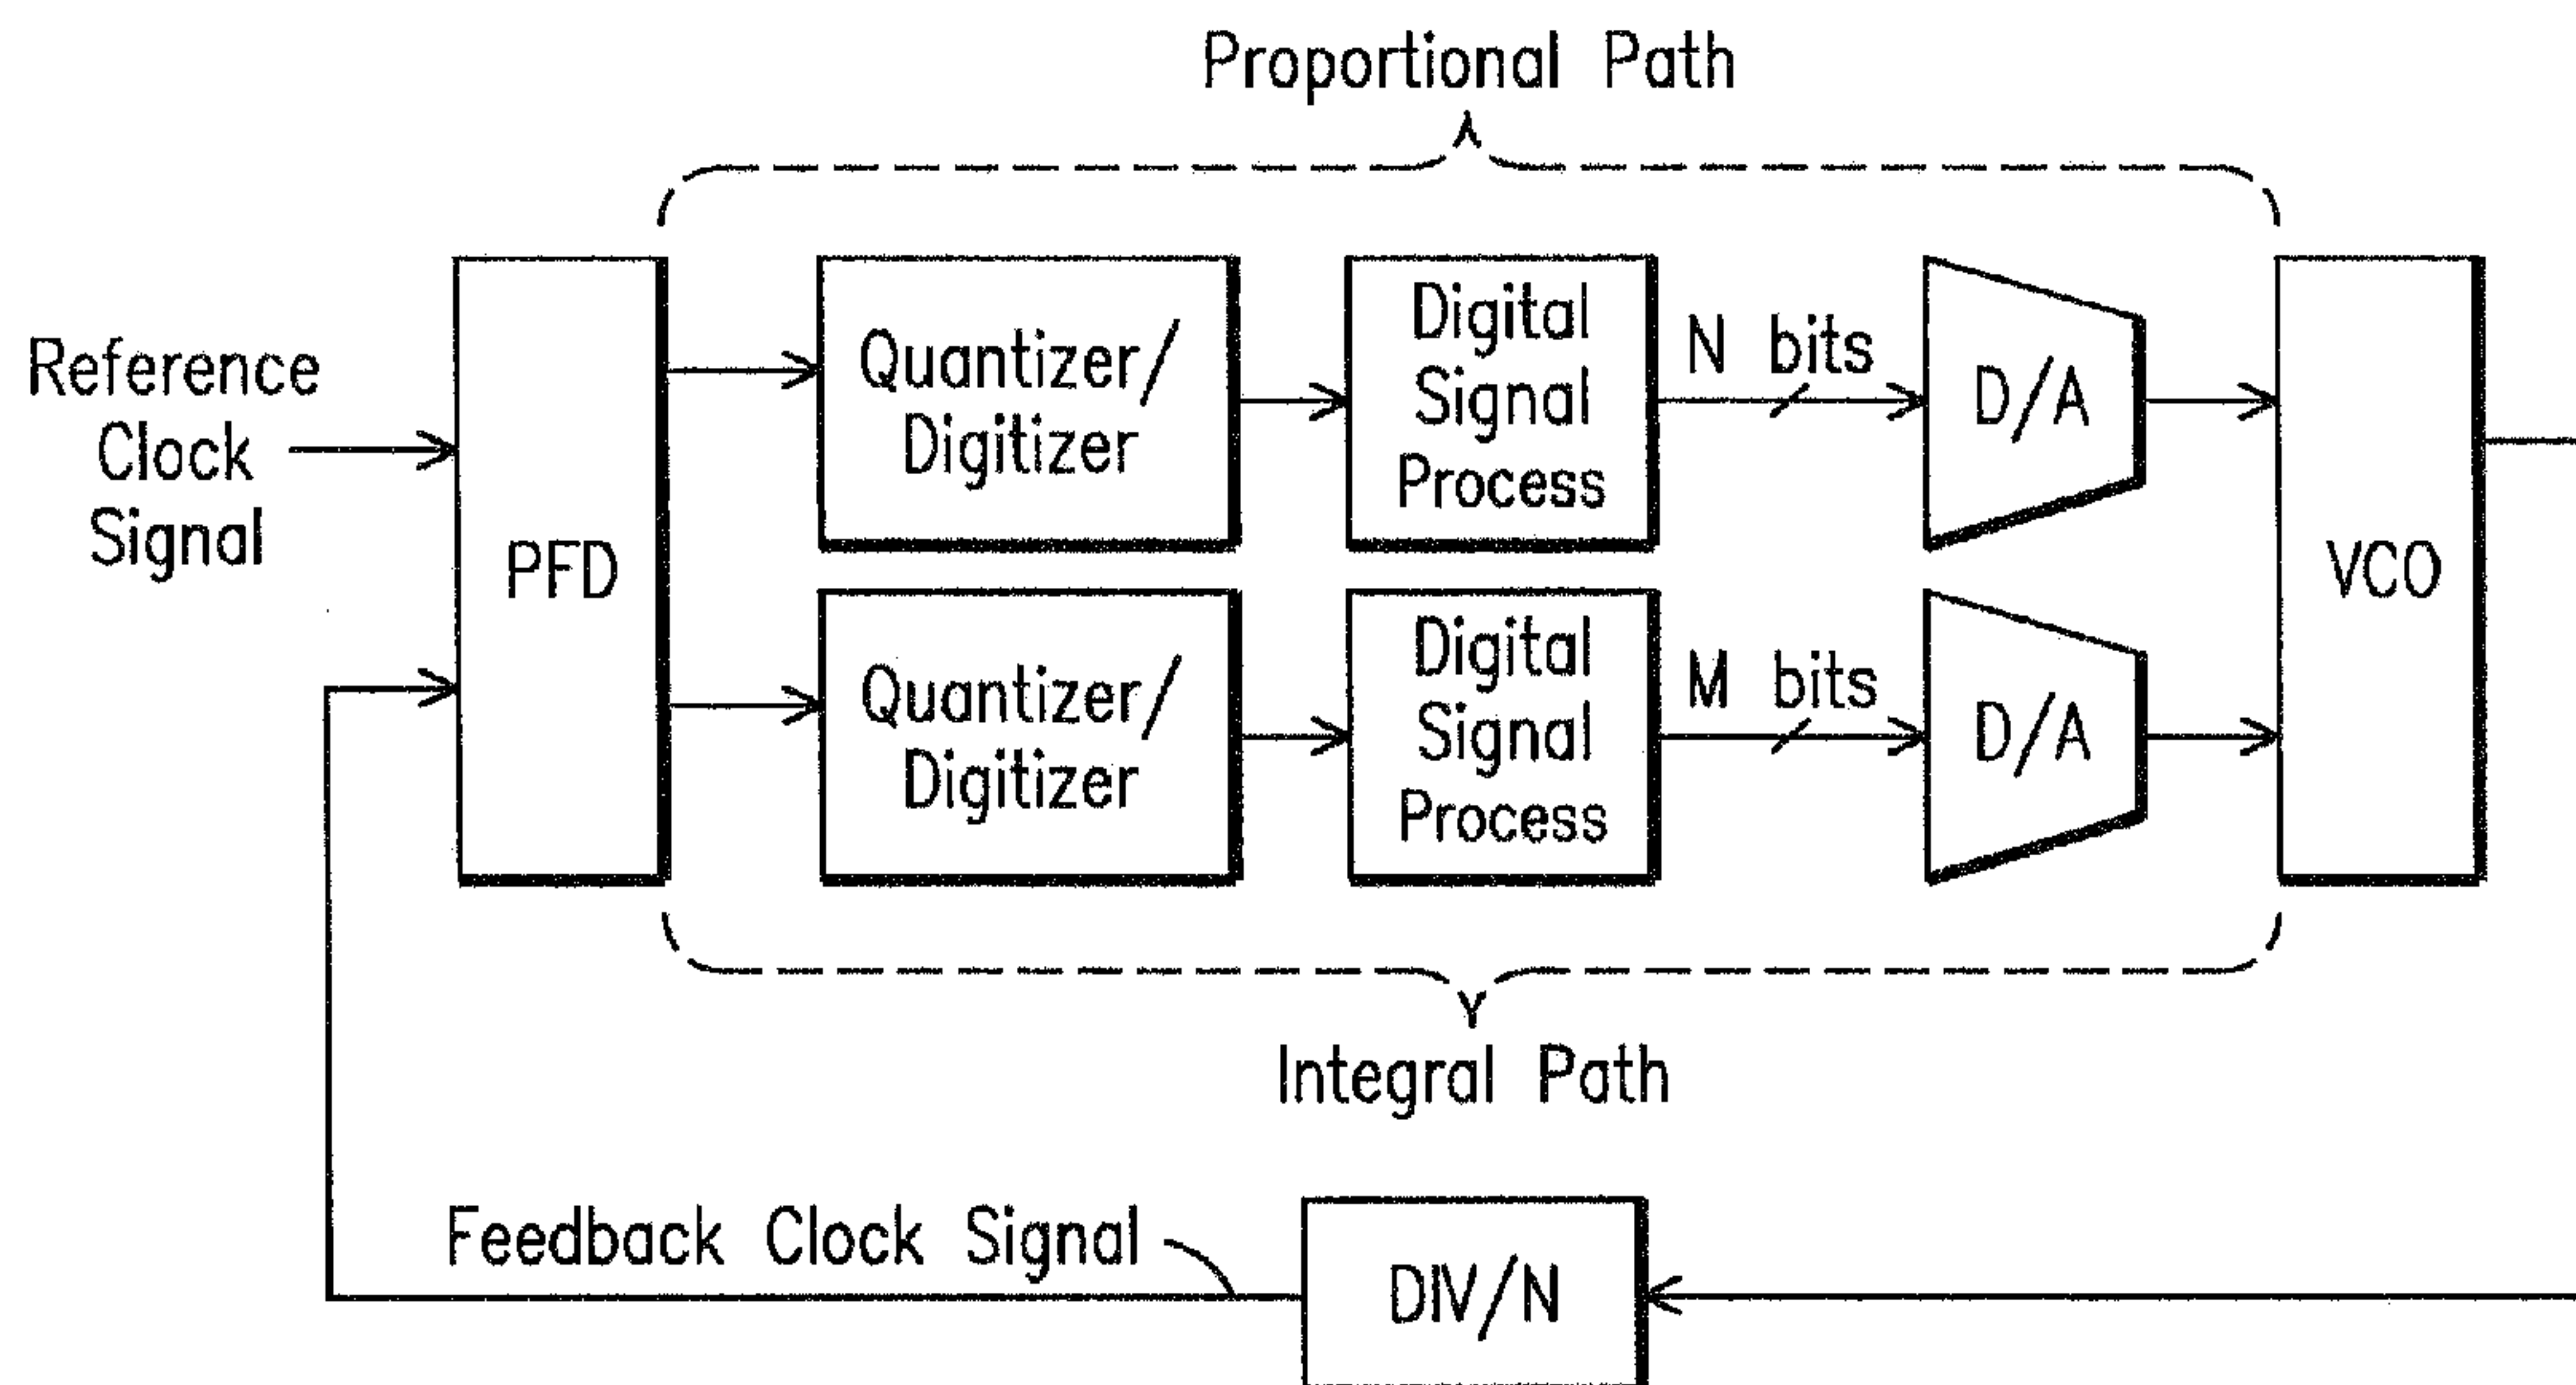 Proportional Path
Reference
Clock
Signal
PFD
Quantizer/
Digitizer
Digital
Signal
Process
N bits
D/A
VCO
Quantizer/
Digitizer
Digital
Signal
Process
M bits
D/A
Integral Path
Feedback Clock Signal
DIV/N